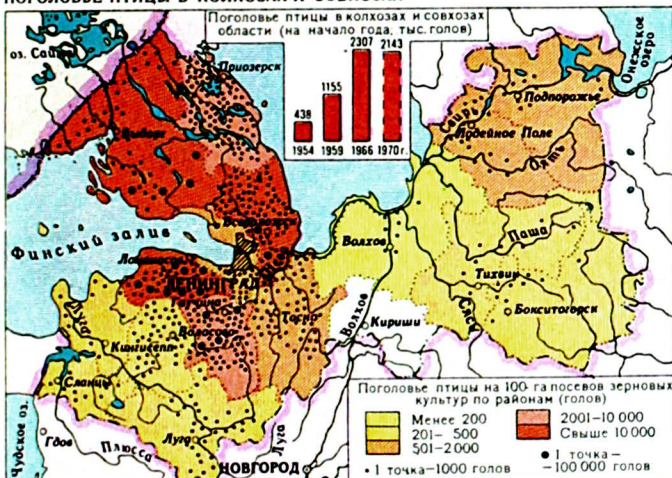 Поголовье птицы в колхозах и совхозах
области (на начало года, тыс. голов)
438
1155
2307
2143
1954
1959
1966
1970 г.
оз.
Приозерск
Онежское
озеро
Подпорожье
Свирь
Лодейное Поле
Оять
Выборг
Финский залив
Волхов
Паша
ЛЕНИНГРАД
Тихвин
Гатчина
Луга
Тосно
Волосово
Волхов
Сясь
Бокситогорск
Кингисепп
Кириши
Сланцы
Чудское оз.
Гдов
Плюсса
Луга
Луга
НОВГОРОД
Поголовье птицы на 100 га посевов зерновых
культур по районам (голов)
Менее 200
201-500
501-2000
2001-10 000
Свыше 10 000
• 1 точка-1000 голов
• 1 точка-
-100 000 голов